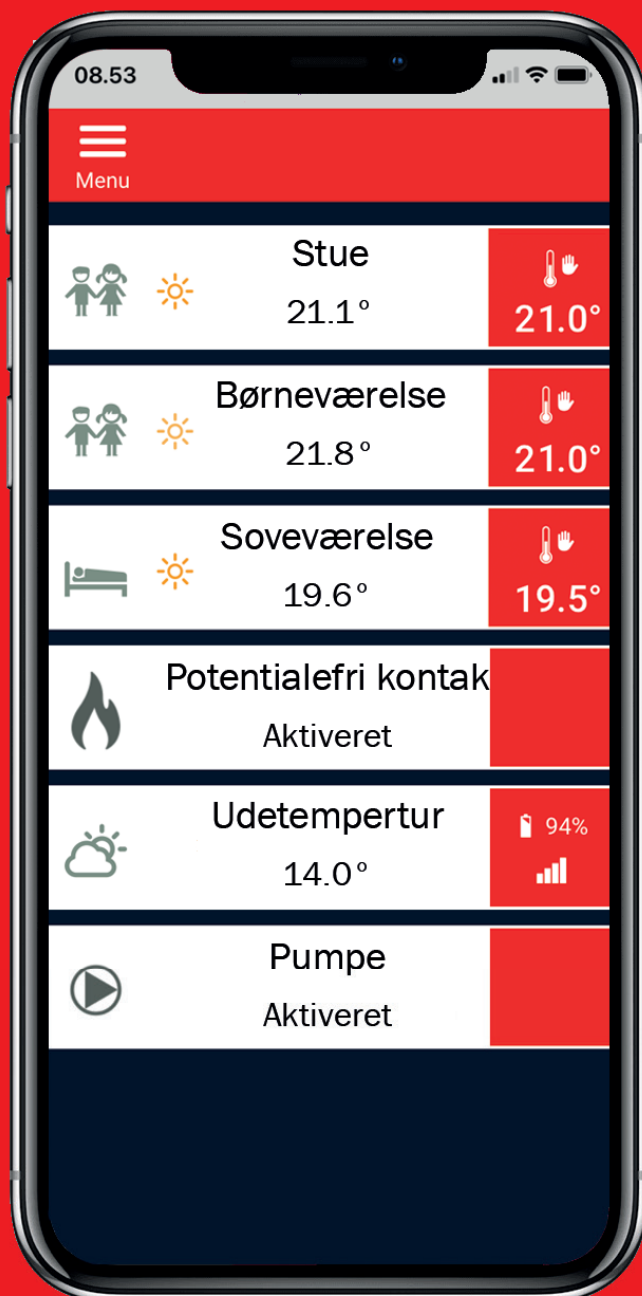 08.53
Menu
Stue
21.1°
21.0°
Børneværelse
21.8°
21.0°
Soveværelse
19.6°
19.5°
Potentialefri kontak
Aktiveret
Udetempertur
14.0°
94%
Pumpe
Aktiveret